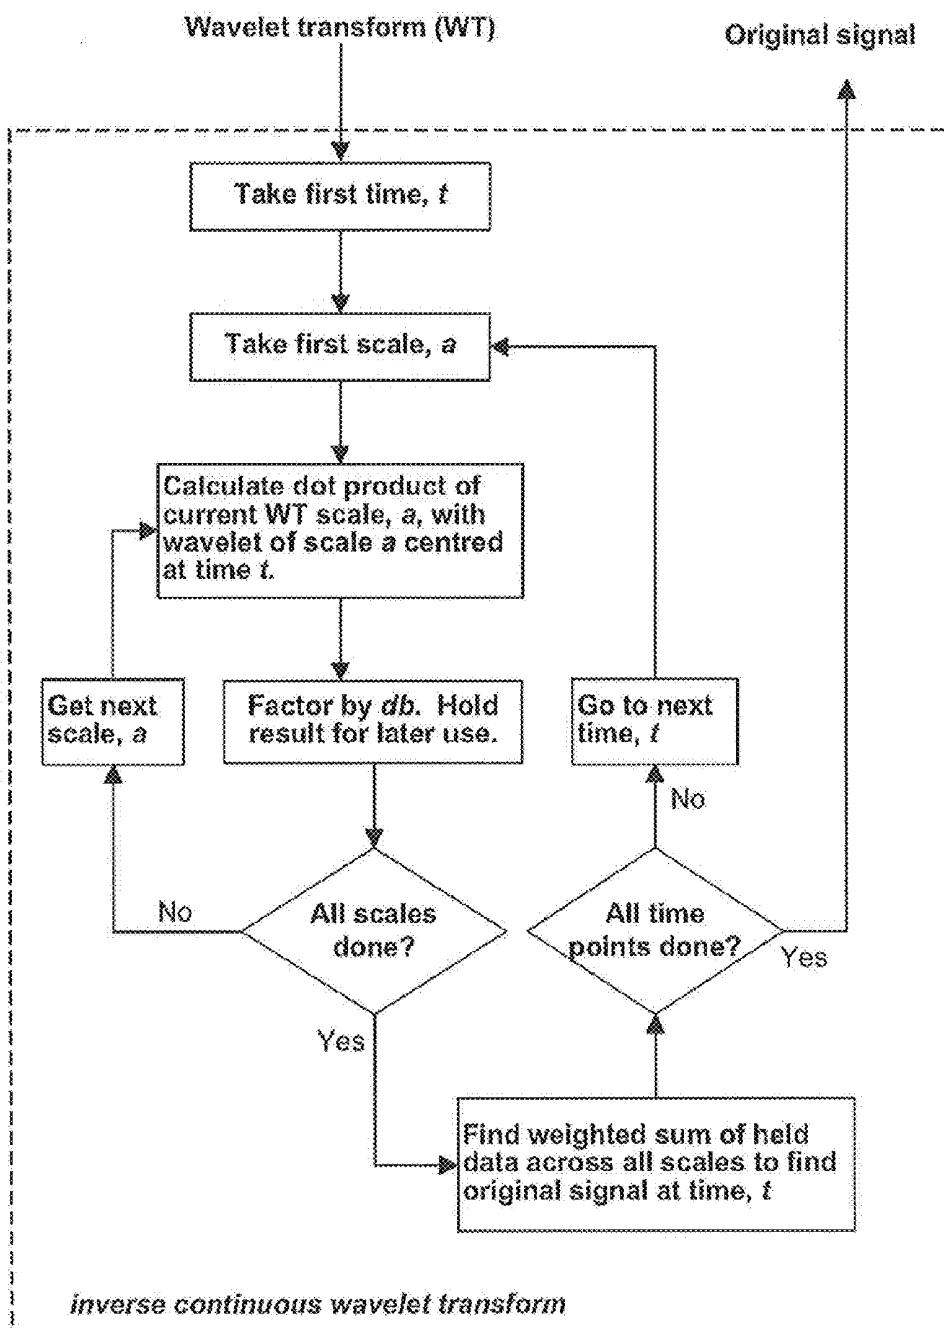 Wavelet transform (WT)
Original signal
Take first time, t
Take first scale, a
Calculate dot product of
current WT scale, a, with
wavelet of scale a centred
at time t.
Get next
scale, a
Factor by db. Hold
result for later use.
Go to next
time, t
No
No
All scales
done?
All time
points done?
Yes
Yes
Find weighted sum of held
data across all scales to find
original signal at time, t
inverse continuous wavelet transform